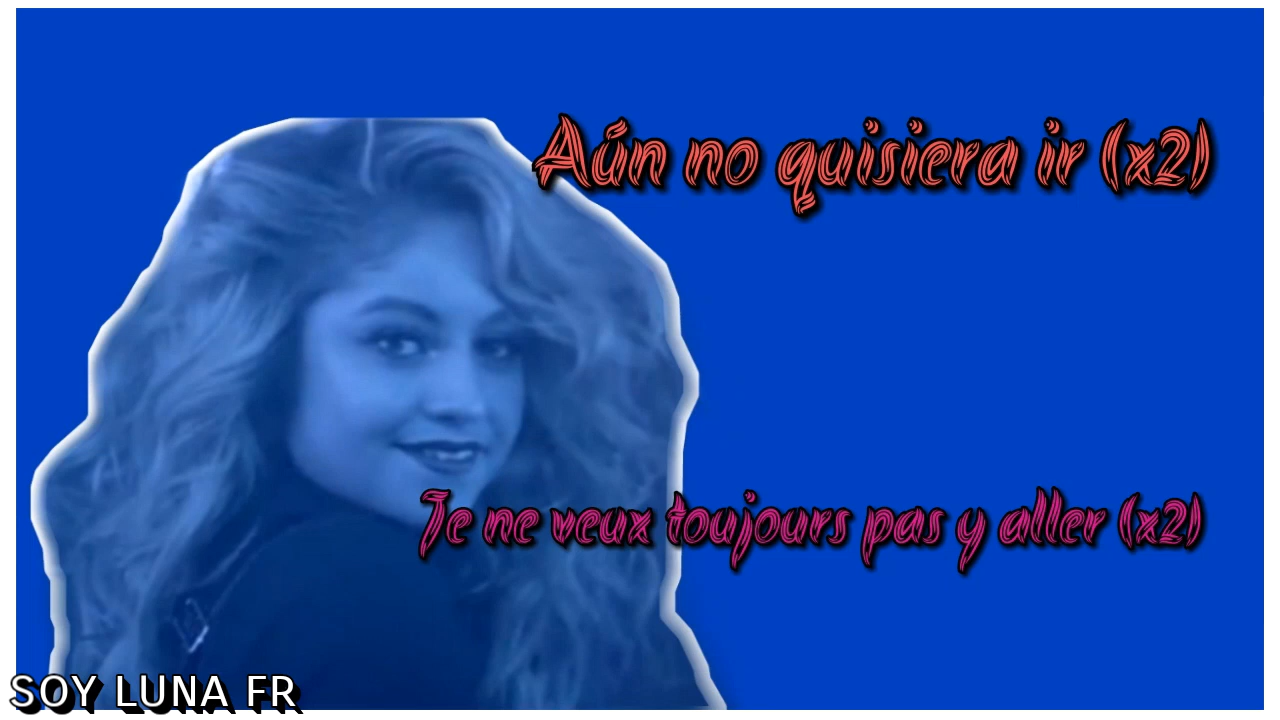 Aún no quisiera ir (x2)
Je ne veux toujours pas y aller (x2)
SOY LUNA FR